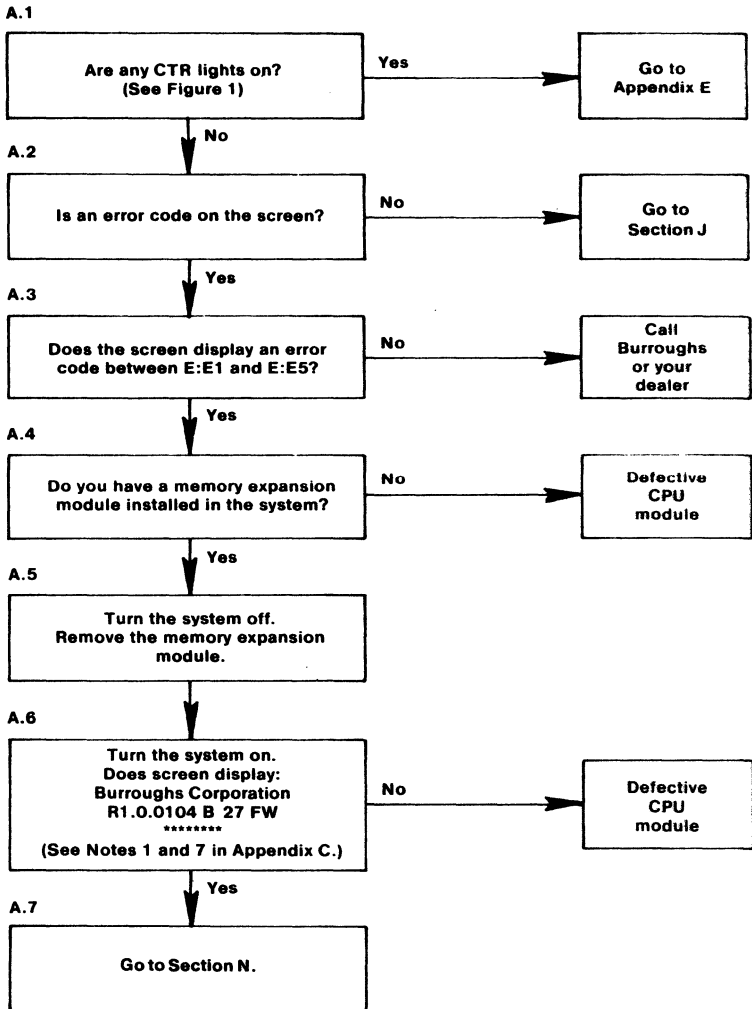 A.1
Are any CTR lights on?
(See Figure 1)
Yes
Go to
Appendix E
No
A.2
Is an error code on the screen?
No
Go to
Section J
Yes
A.3
Does the screen display an error
code between E:E1 and E:E5?
No
Call
Burroughs
or your
dealer
Yes
A.4
Do you have a memory expansion
module installed in the system?
No
Defective
CPU
module
Yes
A.5
Turn the system off.
Remove the memory expansion
module.
A.6
Turn the system on.
Does screen display:
Burroughs Corporation
R1.0.0104 B 27 FW
********
(See Notes 1 and 7 in Appendix C.)
No
Defective
CPU
module
Yes
A.7
Go to Section N.